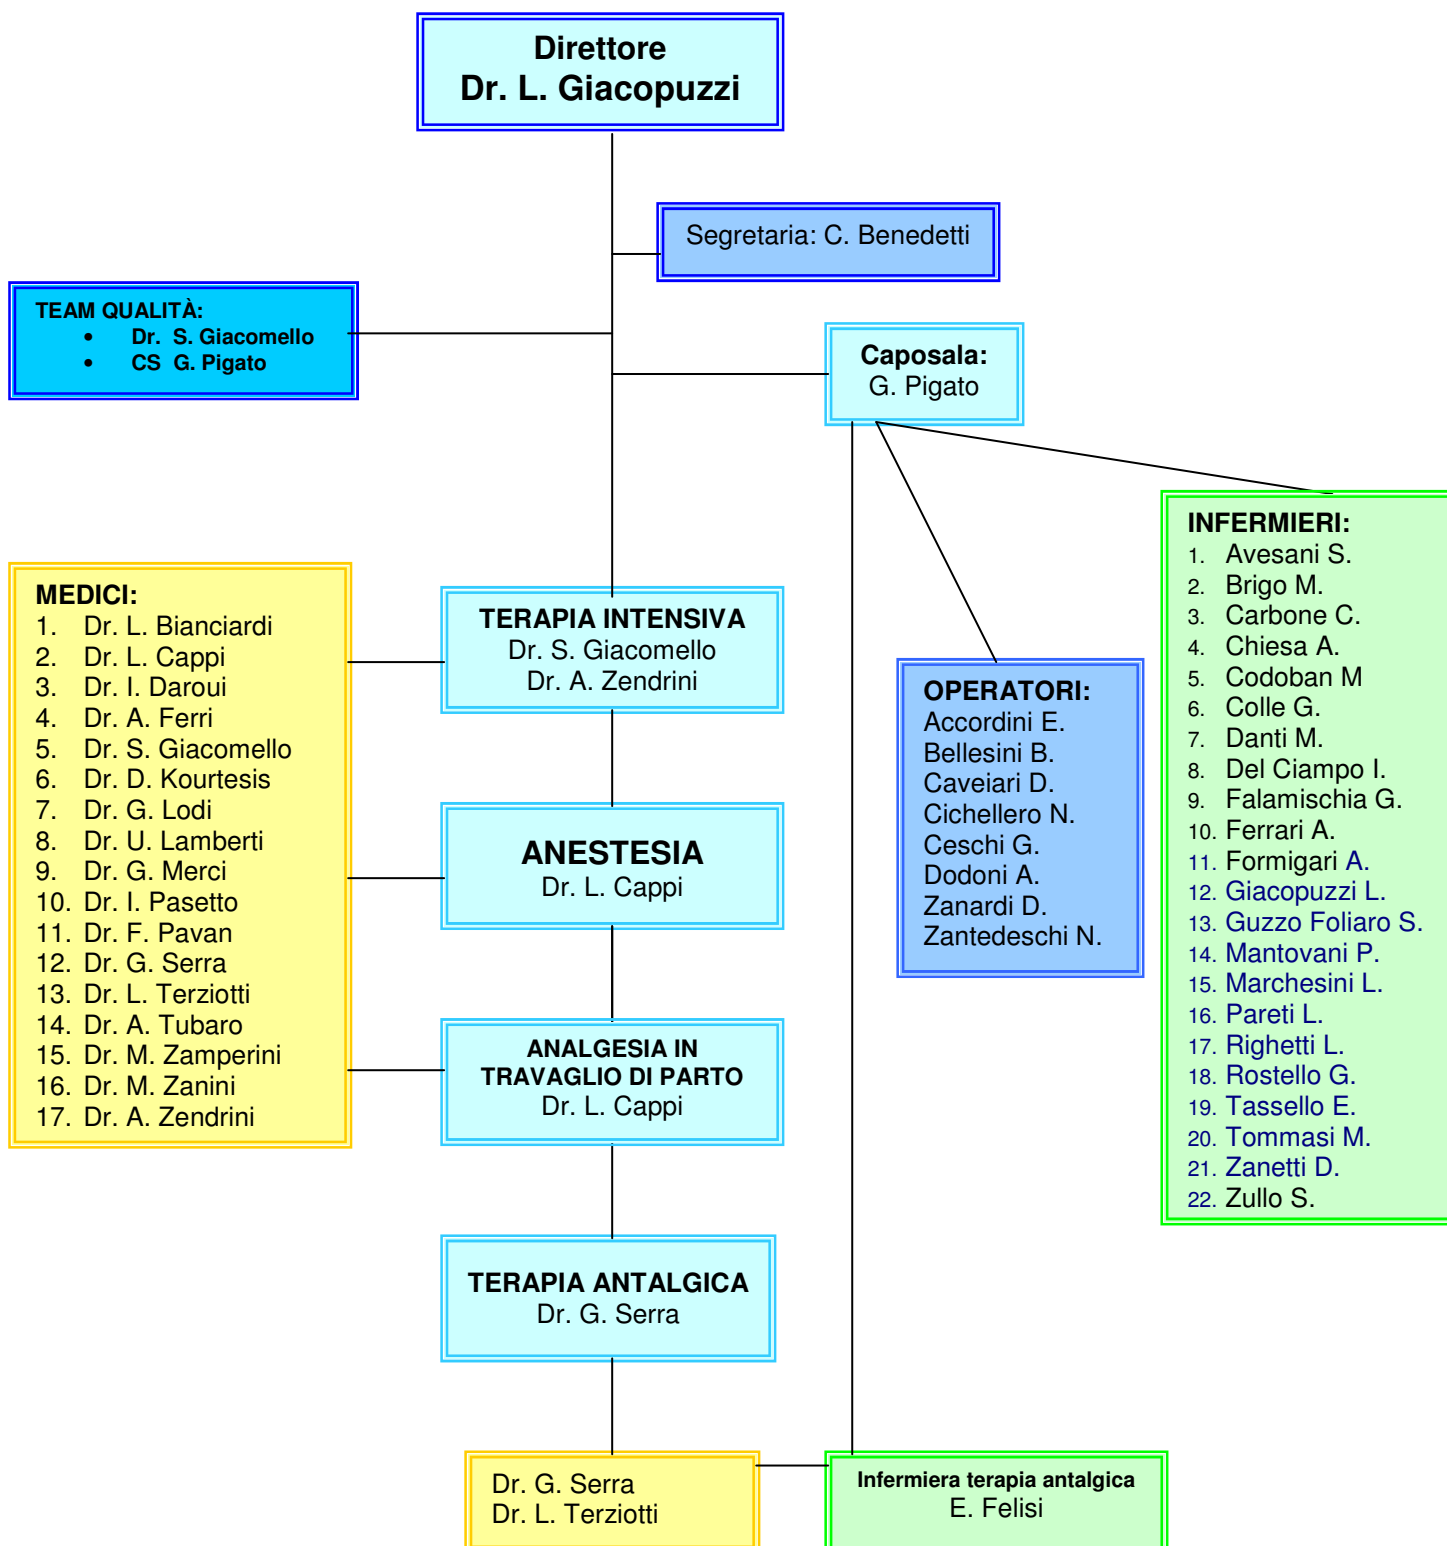 Direttore
Dr. L. Giacopuzzi
Segretaria: C. Benedetti
TEAM QUALITÀ:
• Dr. S. Giacomello
• CS G. Pigato
Caposala:
G. Pigato
MEDICI:
1. Dr. L. Bianciardi
2. Dr. L. Cappi
3. Dr. I. Daroui
4. Dr. A. Ferri
5. Dr. S. Giacomello
6. Dr. D. Kourtesis
7. Dr. G. Lodi
8. Dr. U. Lamberti
9. Dr. G. Merci
10. Dr. I. Pasetto
11. Dr. F. Pavan
12. Dr. G. Serra
13. Dr. L. Terziotti
14. Dr. A. Tubaro
15. Dr. M. Zamperini
16. Dr. M. Zanini
17. Dr. A. Zendrini
TERAPIA INTENSIVA
Dr. S. Giacomello
Dr. A. Zendrini
ANESTESIA
Dr. L. Cappi
ANALGESIA IN
TRAVAGLIO DI PARTO
Dr. L. Cappi
TERAPIA ANTALGICA
Dr. G. Serra
OPERATORI:
Accordini E.
Bellesini B.
Caveiari D.
Cichellero N.
Ceschi G.
Dodoni A.
Zanardi D.
Zantedeschi N.
INFERMIERI:
1. Avesani S.
2. Brigo M.
3. Carbone C.
4. Chiesa A.
5. Codoban M
6. Colle G.
7. Danti M.
8. Del Ciampo I.
9. Falamischia G.
10. Ferrari A.
11. Formigari A.
12. Giacopuzzi L.
13. Guzzo Foliaro S.
14. Mantovani P.
15. Marchesini L.
16. Pareti L.
17. Righetti L.
18. Rostello G.
19. Tassello E.
20. Tommasi M.
21. Zanetti D.
22. Zullo S.
Dr. G. Serra
Dr. L. Terziotti
Infermiera terapia antalgica
E. Felisi